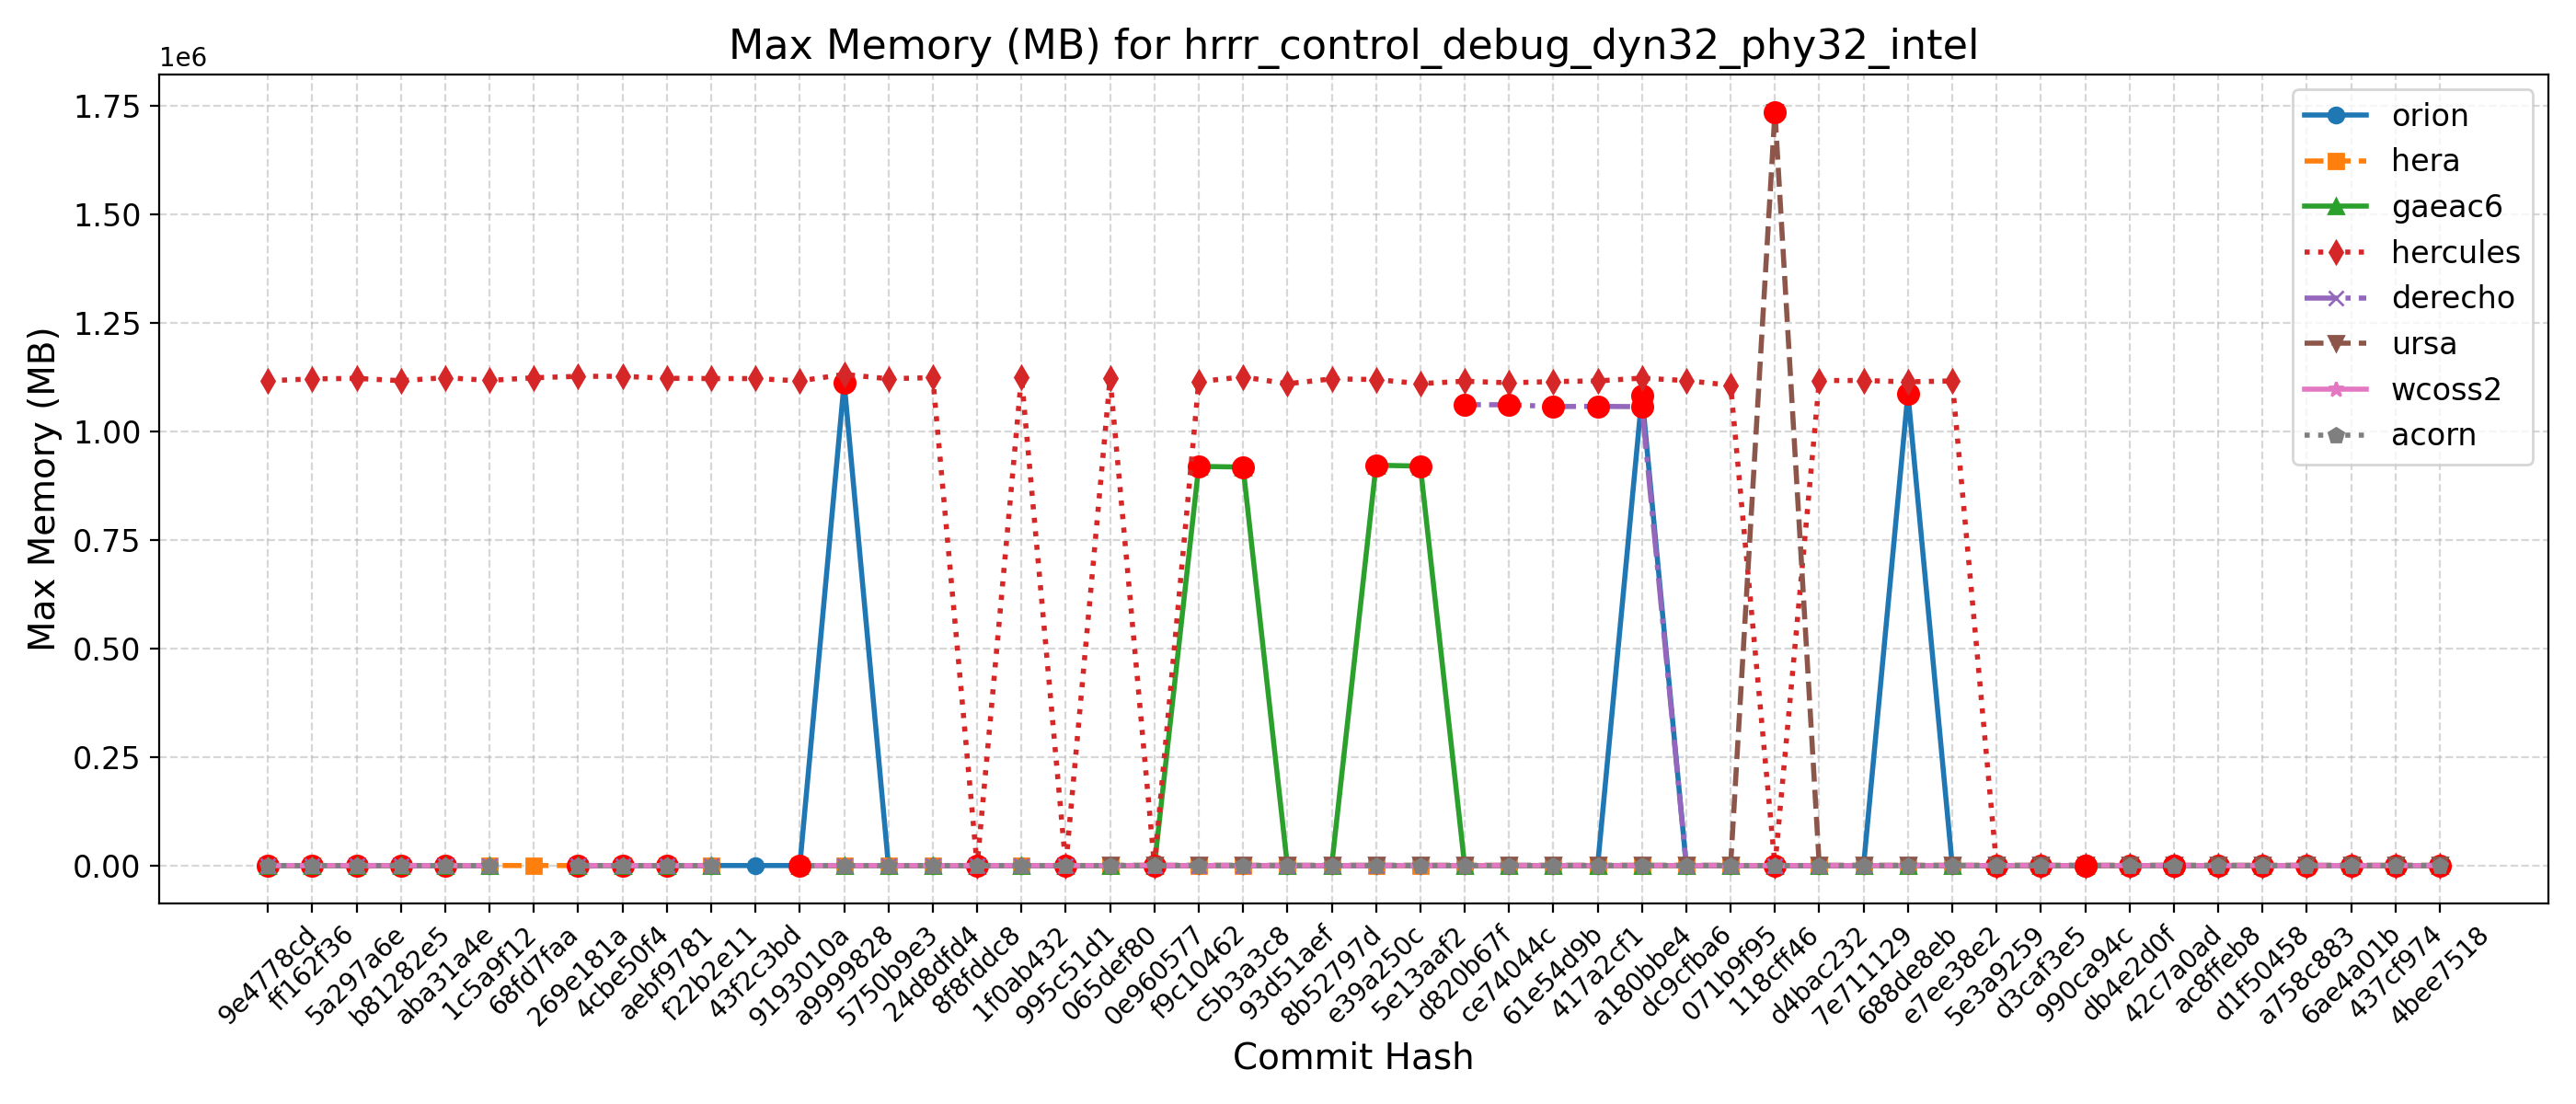 Max Memory (MB) for hrrr_control_debug_dyn32_phy32_intel
1e6
1.75
1.50
1.25
1.00
0.75
0.50
0.25
0.00
Max Memory (MB)
orion
hera
gaeac6
hercules
derecho
ursa
wcoss2
acorn
9e4778cd
ff162f36
5a297a6e
b81282e5
aba31a4e
1c5a9f12
68fd7faa
269e181a
4cbe50f4
aebf9781
f22b2e11
43f2c3bd
9193010a
a9999828
5750b9e3
24d8dfd4
8f8fddc8
1f0ab432
995c51d1
065def80
0e960577
f9c10462
c5b3a3c8
93d51aef
8b52797d
e39a250c
5e13aaf2
d820b67f
ce74044c
61e54d9b
417a2cf1
a180bbe4
dc9cfba6
071b9f95
118cff46
d4bac232
7e711129
688de8eb
e7ee38e2
5e3a9259
d3caf3e5
990ca94c
db4e2d0f
42c7a0ad
ac8ffeb8
d1f50458
a758c883
6ae4a01b
437cf974
4bee7518
Commit Hash